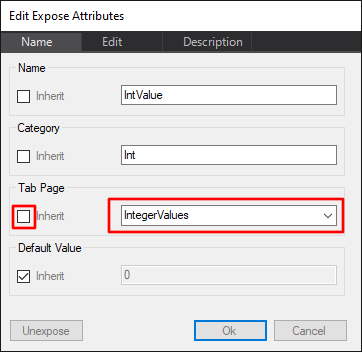 Edit Expose Attributes
Name Edit Description
Name
Inherit IntValue
Category
Inherit Int
Tab Page
Inherit IntegerValues
Default Value
Inherit 0
Unexpose Ok Cancel